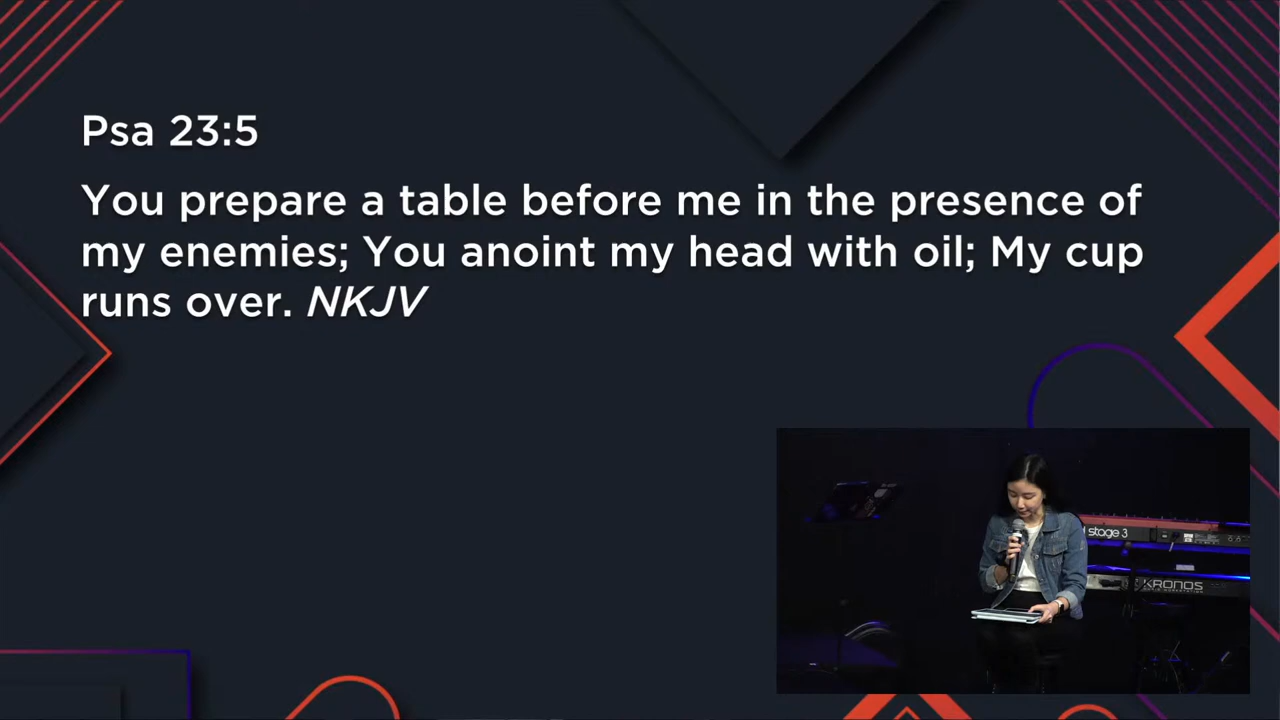 Psa 23:5
You prepare a table before me in the presence of
my enemies; You anoint my head with oil; My cup
runs over. NKJV
stage 3
KRONOS